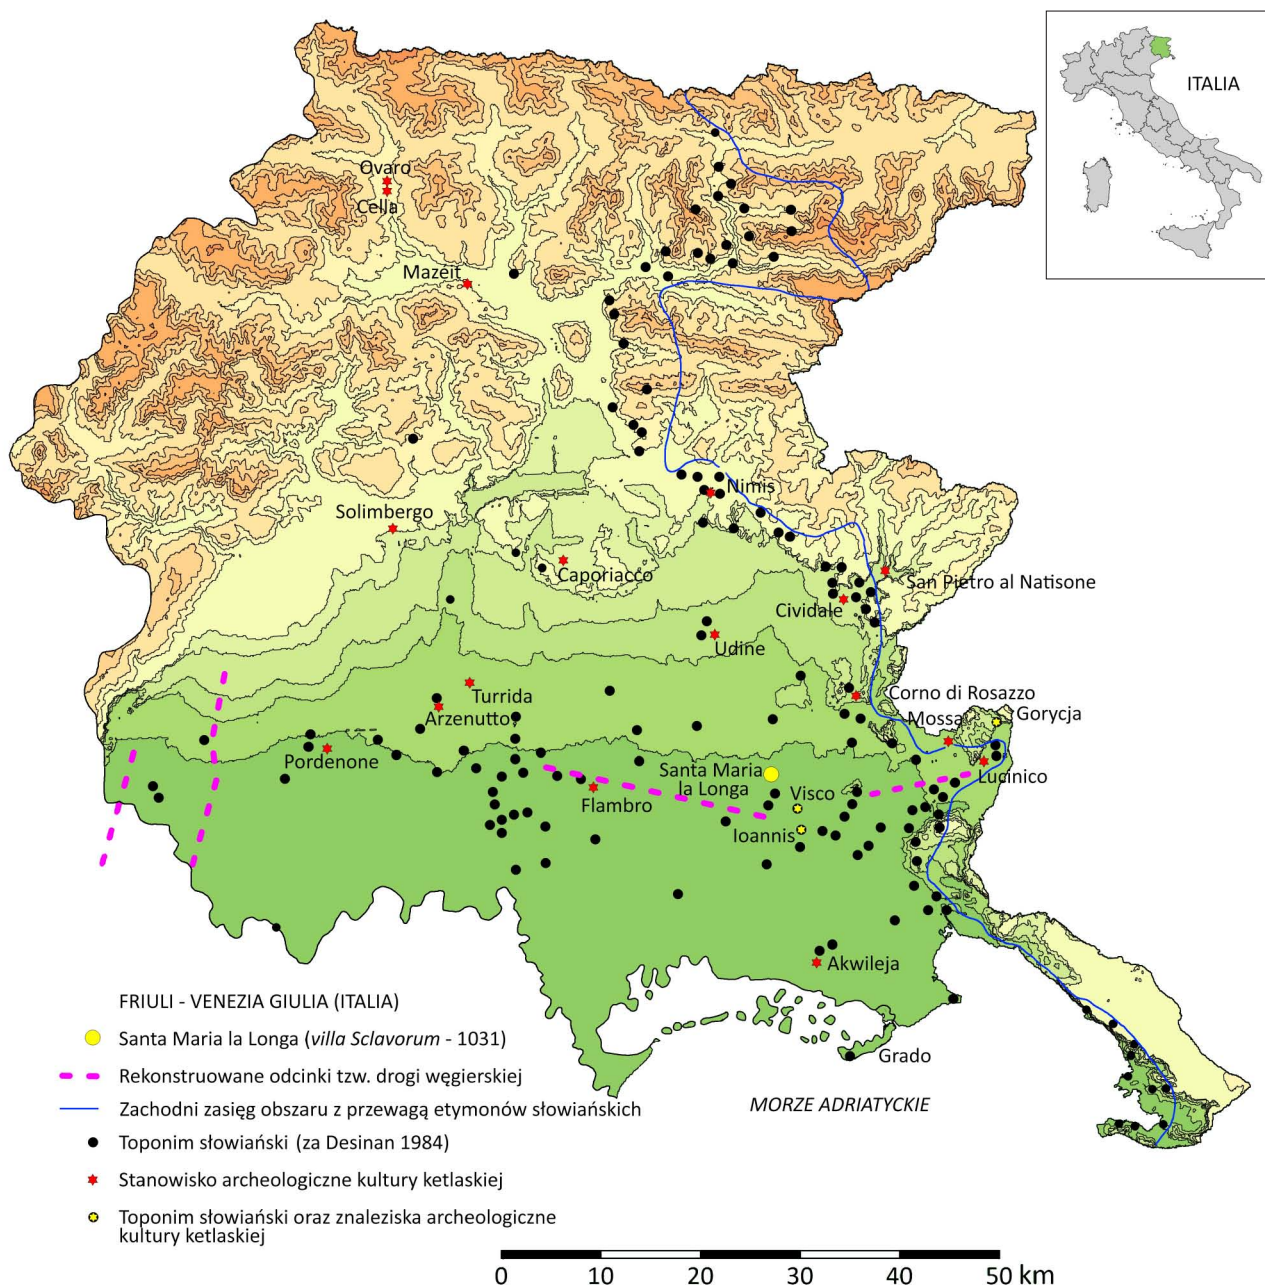 ITALIA
Ovaro
Cella
Mazeit
Solimbergo
Nimis
Caporiacco
San Pietro al Natisone
Cividale
Udine
Turrida
Arzenutto
Corno di Rosazzo
Mossa
Gorycja
Pordenone
Santa Maria
la Longa
Lucinico
Flambro
Visco
Ioannis
Akwileja
Grado
MORZE ADRIATYCKIE
FRIULI - VENEZIA GIULIA (ITALIA)
Santa Maria la Longa (villa Sclavorum - 1031)
Rekonstruowane odcinki tzw. drogi węgierskiej
Zachodni zasięg obszaru z przewagą etymonów słowiańskich
Toponim słowiański (za Desinan 1984)
Stanowisko archeologiczne kultury ketlaskiej
Toponim słowiański oraz znaleziska archeologiczne
kultury ketlaskiej
0 10 20 30 40 50 km